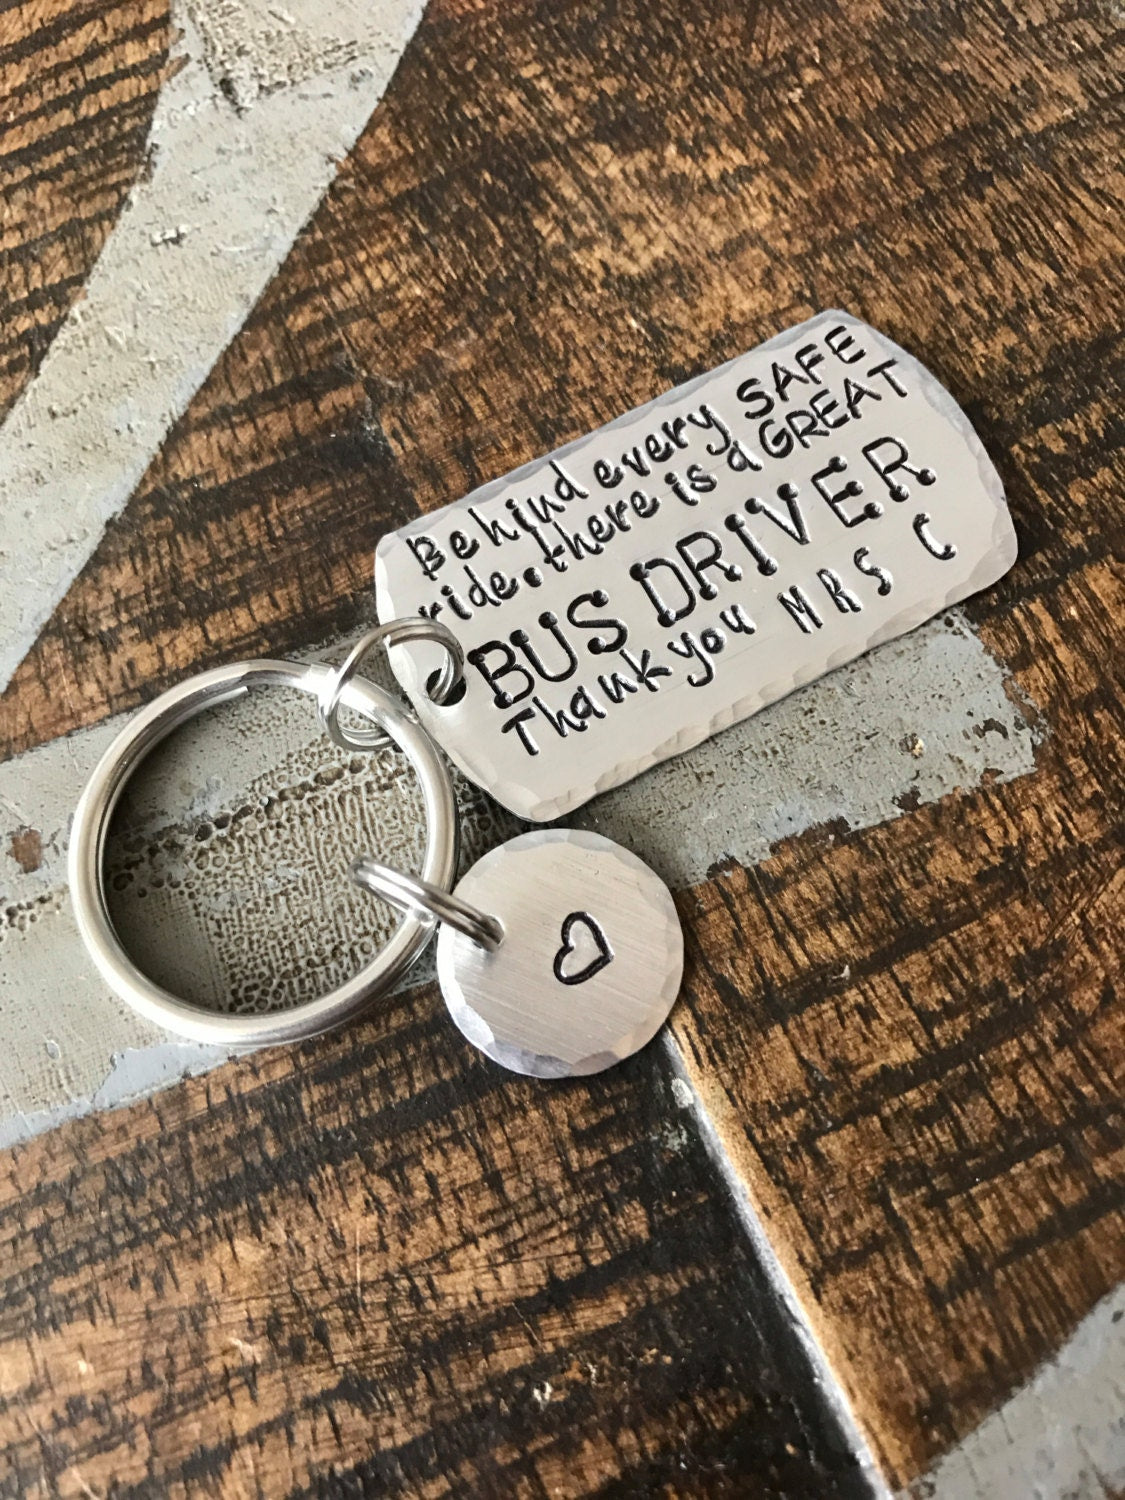 Behind every SAFE
ride.there is a GREAT
BUS DRIVER
Thank you MRS C